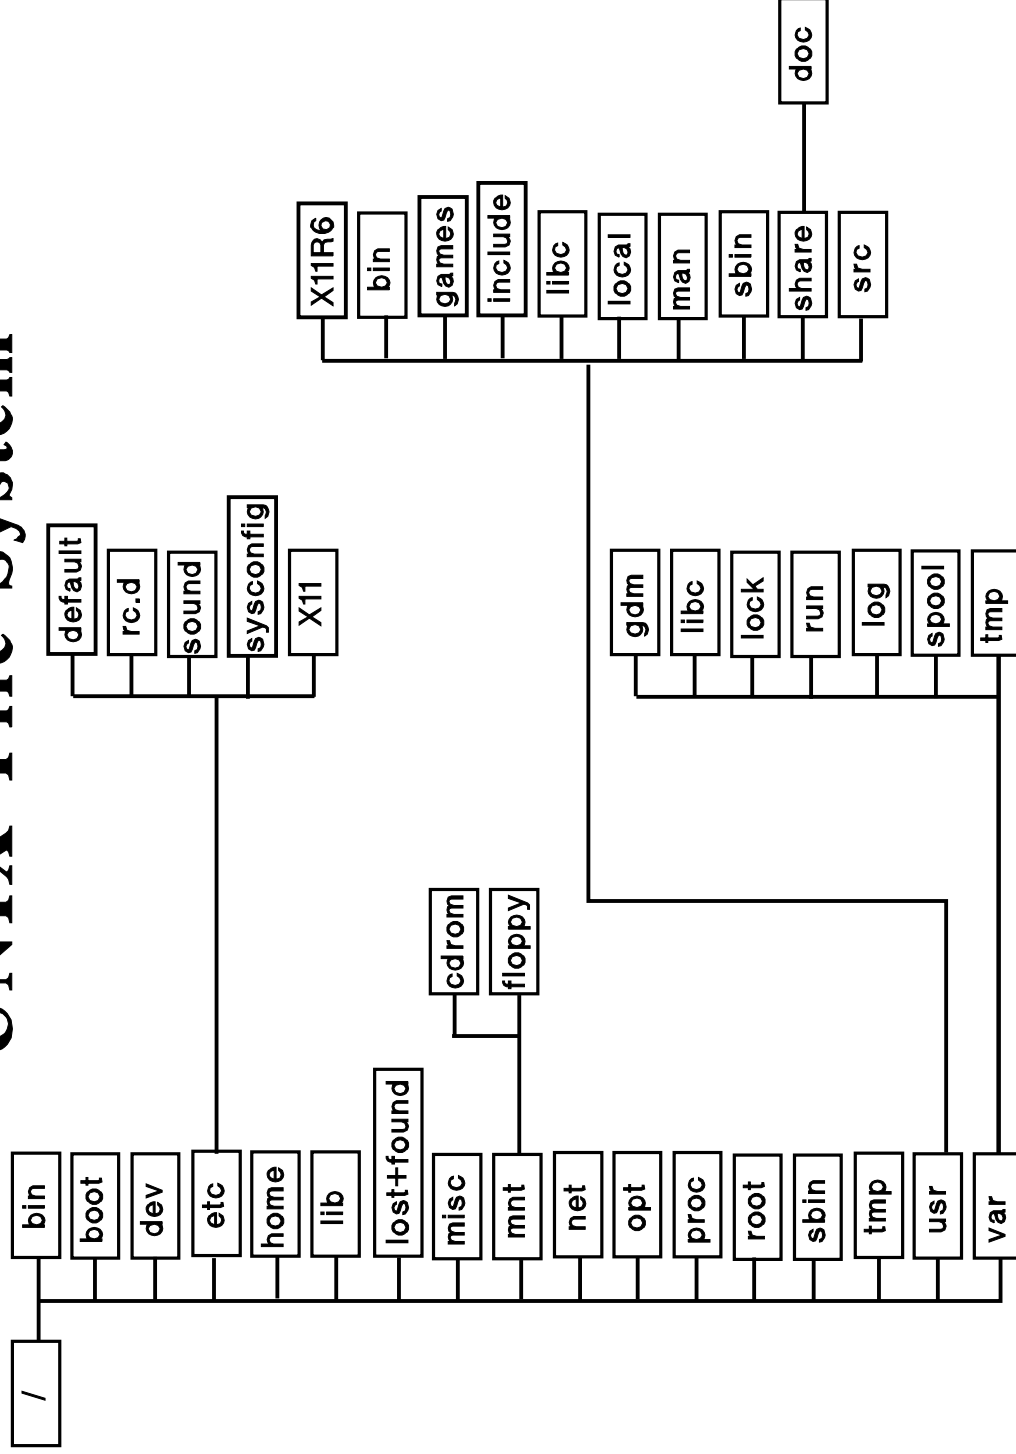 UNIX File System
/
bin
boot
dev
etc
home
lib
lost+found
misc
mnt
net
opt
proc
root
sbin
tmp
usr
var
default
rc.d
sound
sysconfig
X11
cdrom
floppy
X11R6
bin
games
include
libc
local
man
sbin
share
src
doc
gdm
libc
lock
run
log
spool
tmp